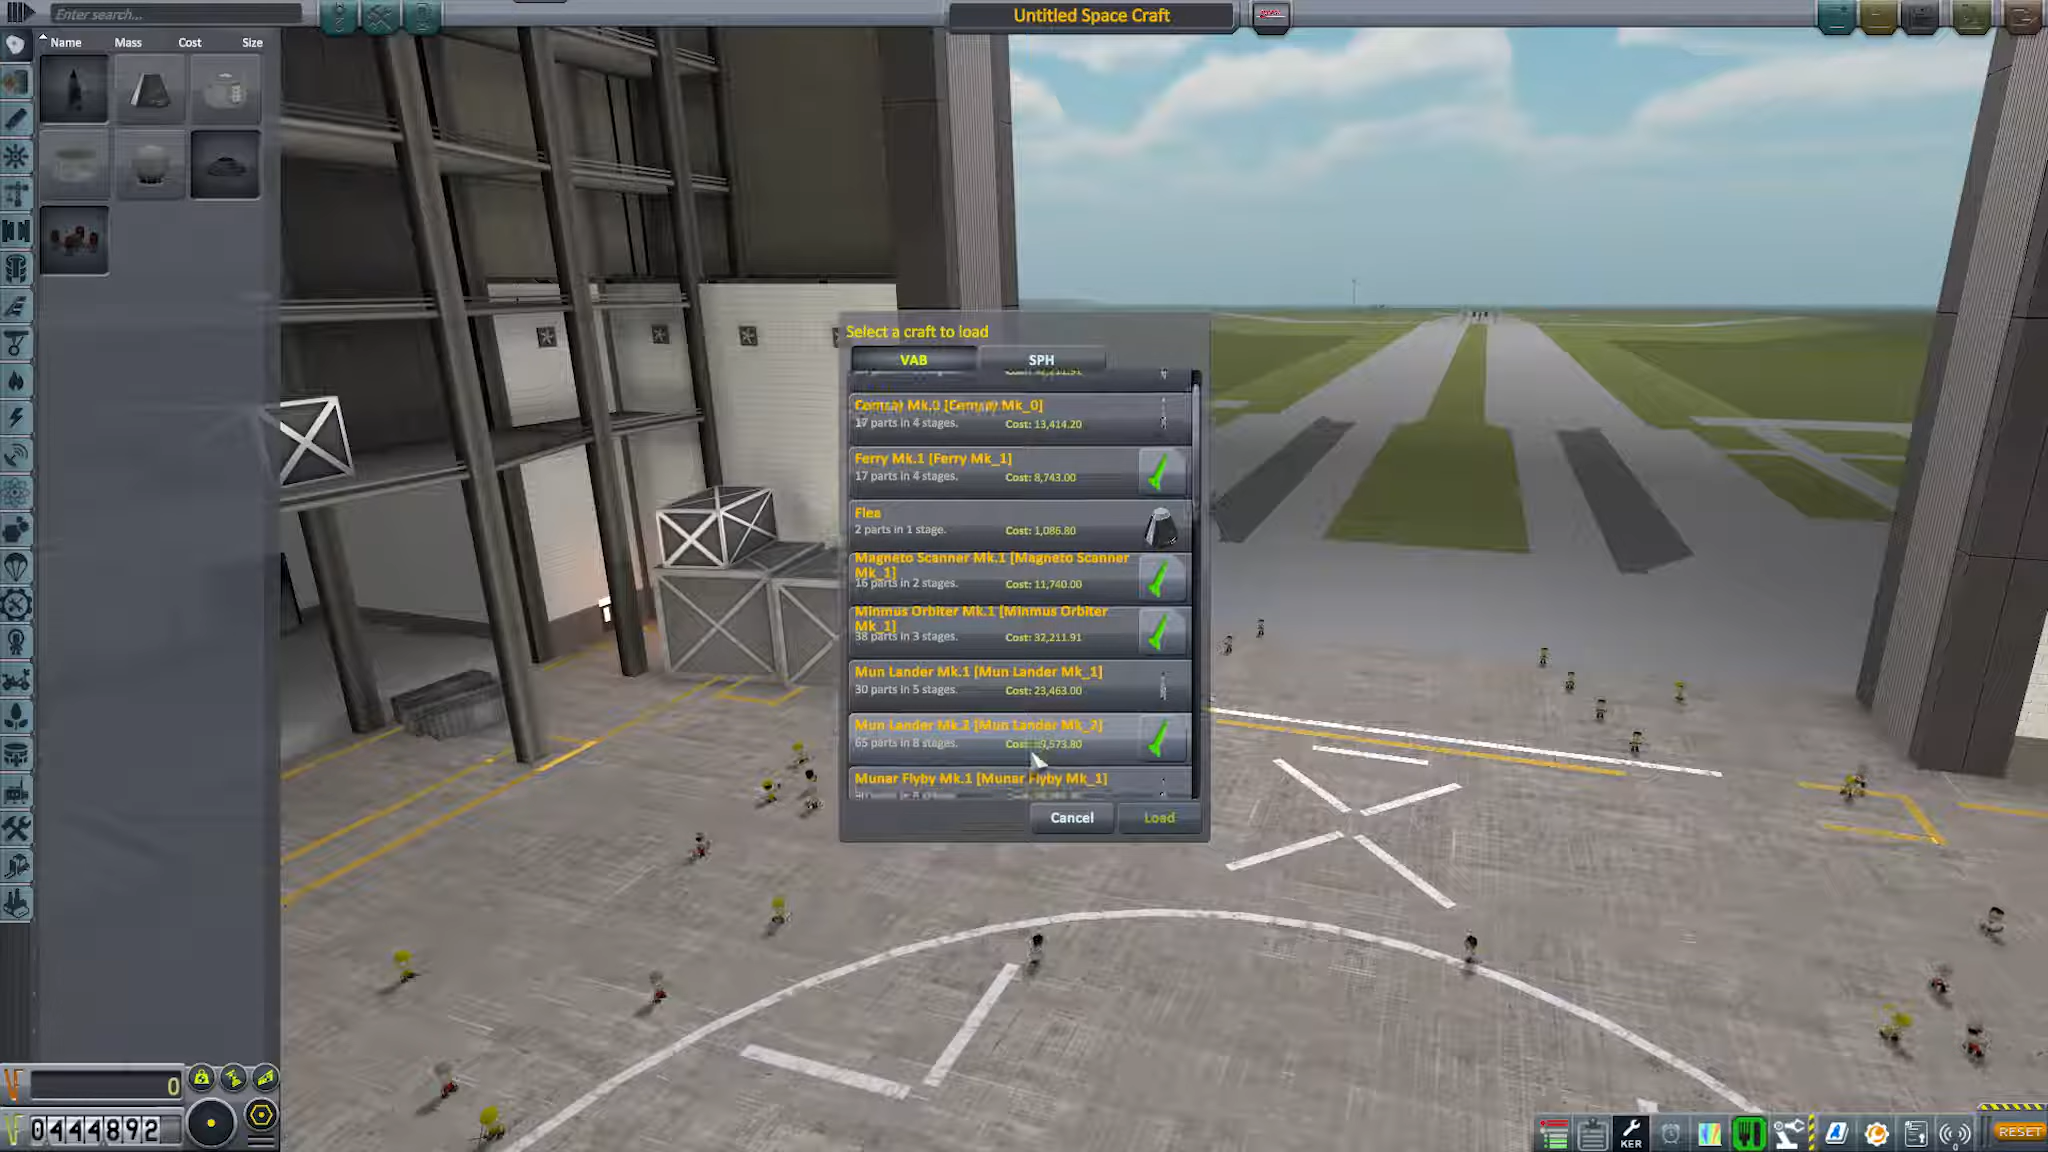 Enter search...
Untitled Space Craft
Name Mass Cost Size
Select a craft to load
VAB SPH
Mk.0 Mk_0]
17 parts in 4 stages. Cost: 13,414.20
Ferry Mk.1 [Ferry Mk_1]
17 parts in 4 stages. Cost: 8,743.00
Flea
2 parts in 1 stage. Cost: 1,086.80
Magneto Scanner Mk.1 [Magneto Scanner
Mk_1]
16 parts in 2 stages. Cost: 11,740.00
Minmus Orbiter Mk.1 [Minmus Orbiter
Mk_1]
38 parts in 3 stages. Cost: 32,211.91
Mun Lander Mk.1 [Mun Lander Mk_1]
30 parts in 5 stages. Cost: 23,463.00
Mun Lander Mk.2 [Mun Lander Mk_2]
65 parts in 8 stages. Cost:
Munar Flyby Mk.1 [Munar Flyby Mk_1]
Cancel Load
0
0444892
KER
0
RESET